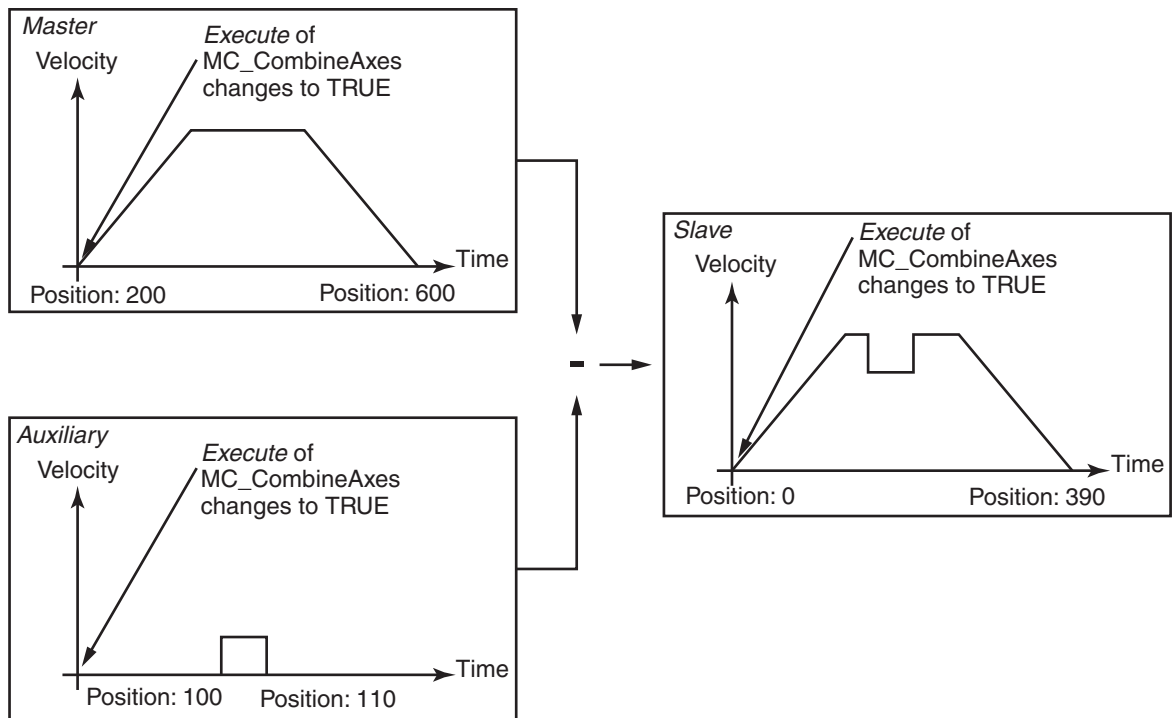 Master
Velocity
Execute of
MC_CombineAxes
changes to TRUE
Time
Position: 200
Position: 600
-
Auxiliary
Velocity
Execute of
MC_CombineAxes
changes to TRUE
Time
Position: 100
Position: 110
Slave
Velocity
Execute of
MC_CombineAxes
changes to TRUE
Time
Position: 0
Position: 390